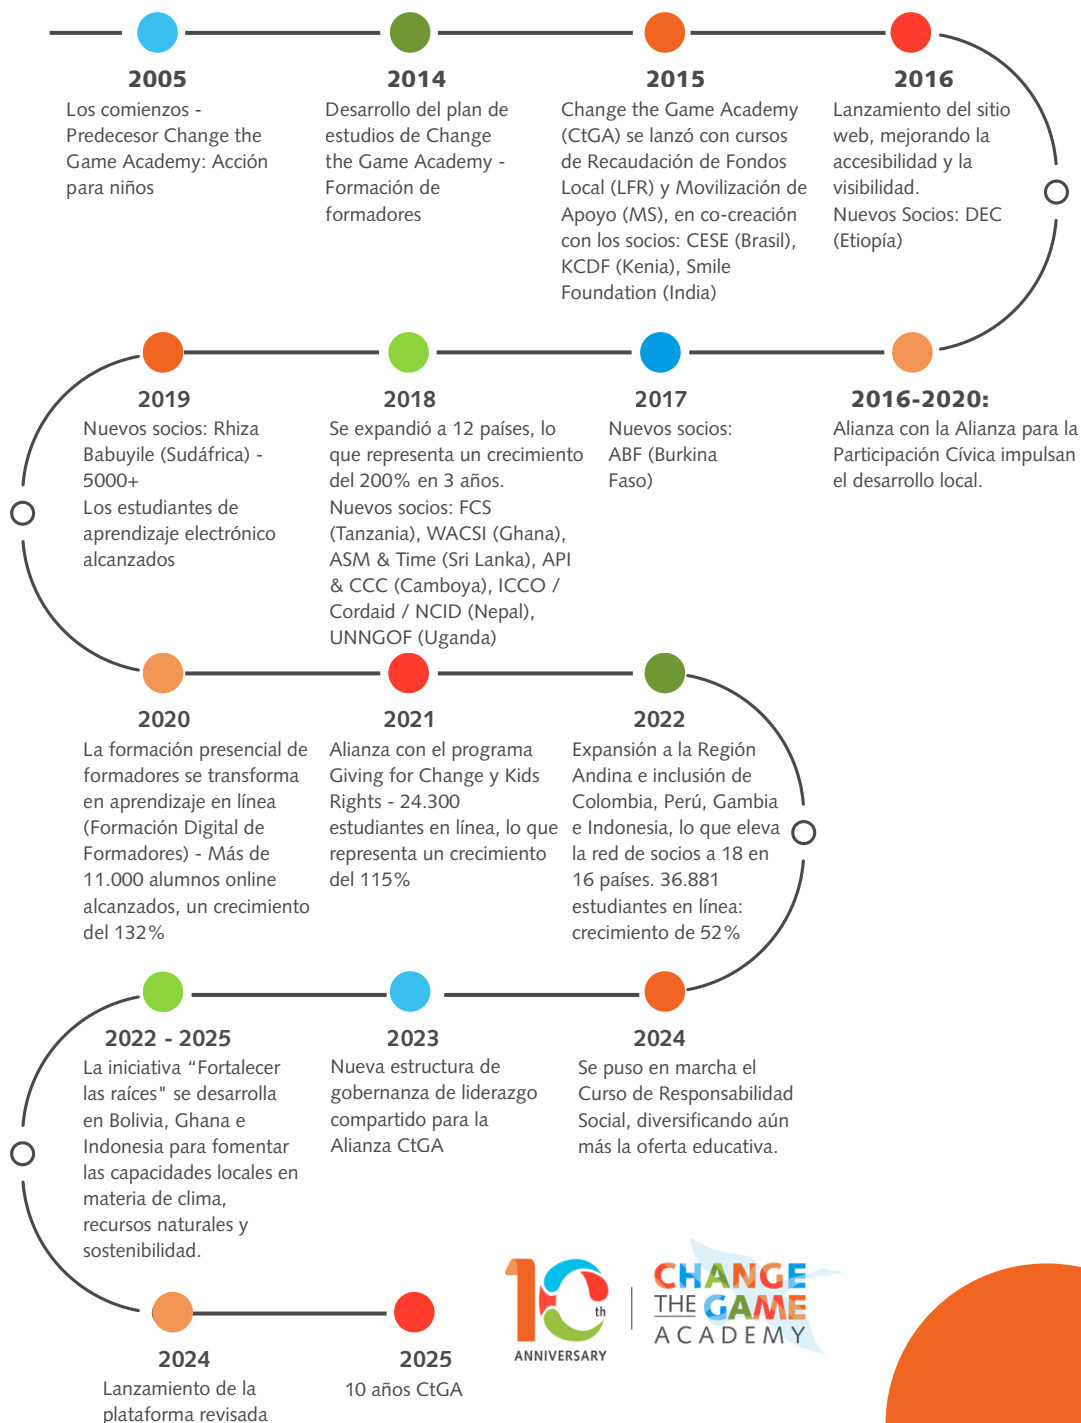 2005
Los comienzos -
Predecesor Change the
Game Academy: Acción
para niños
2014
Desarrollo del plan de
estudios de Change
the Game Academy -
Formación de
formadores
2015
Change the Game Academy
(CtGA) se lanzó con cursos
de Recaudación de Fondos
Local (LFR) y Movilización de
Apoyo (MS), en co-creación
con los socios: CESE (Brasil),
KCDF (Kenia), Smile
Foundation (India)
2016
Lanzamiento del sitio
web, mejorando la
accesibilidad y la
visibilidad.
Nuevos Socios: DEC
(Etiopía)
2016-2020:
Alianza con la Alianza para la
Participación Cívica impulsan
el desarrollo local.
2017
Nuevos socios:
ABF (Burkina
Faso)
2018
Se expandió a 12 países, lo
que representa un crecimiento
del 200% en 3 años.
Nuevos socios: FCS
(Tanzania), WACSI (Ghana),
ASM & Time (Sri Lanka), API
& CCC (Camboya), ICCO /
Cordaid / NCID (Nepal),
UNNGOF (Uganda)
2019
Nuevos socios: Rhiza
Babuyile (Sudáfrica) -
5000+
Los estudiantes de
aprendizaje electrónico
alcanzados
2020
La formación presencial de
formadores se transforma
en aprendizaje en línea
(Formación Digital de
Formadores) - Más de
11.000 alumnos online
alcanzados, un crecimiento
del 132%
2021
Alianza con el programa
Giving for Change y Kids
Rights - 24.300
estudiantes en línea, lo que
representa un crecimiento
del 115%
2022
Expansión a la Región
Andina e inclusión de
Colombia, Perú, Gambia
e Indonesia, lo que eleva
la red de socios a 18 en
16 países. 36.881
estudiantes en línea:
crecimiento de 52%
2024
Se puso en marcha el
Curso de Responsabilidad
Social, diversificando aún
más la oferta educativa.
2023
Nueva estructura de
gobernanza de liderazgo
compartido para la
Alianza CtGA
2022 - 2025
La iniciativa “Fortalecer
las raíces" se desarrolla
en Bolivia, Ghana e
Indonesia para fomentar
las capacidades locales en
materia de clima,
recursos naturales y
sostenibilidad.
2024
Lanzamiento de la
plataforma revisada
2025
10 años CtGA
10th
ANNIVERSARY
CHANGE
THE GAME
ACADEMY